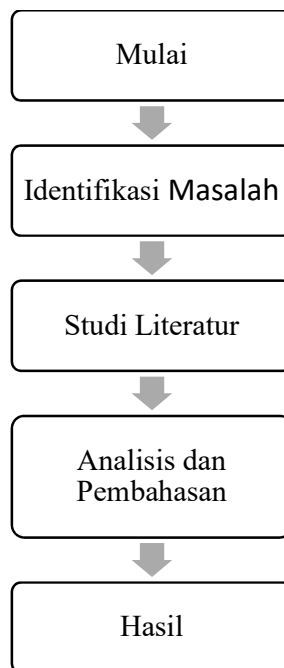 Mulai
Identifikasi Masalah
Studi Literatur
Analisis dan
Pembahasan
Hasil